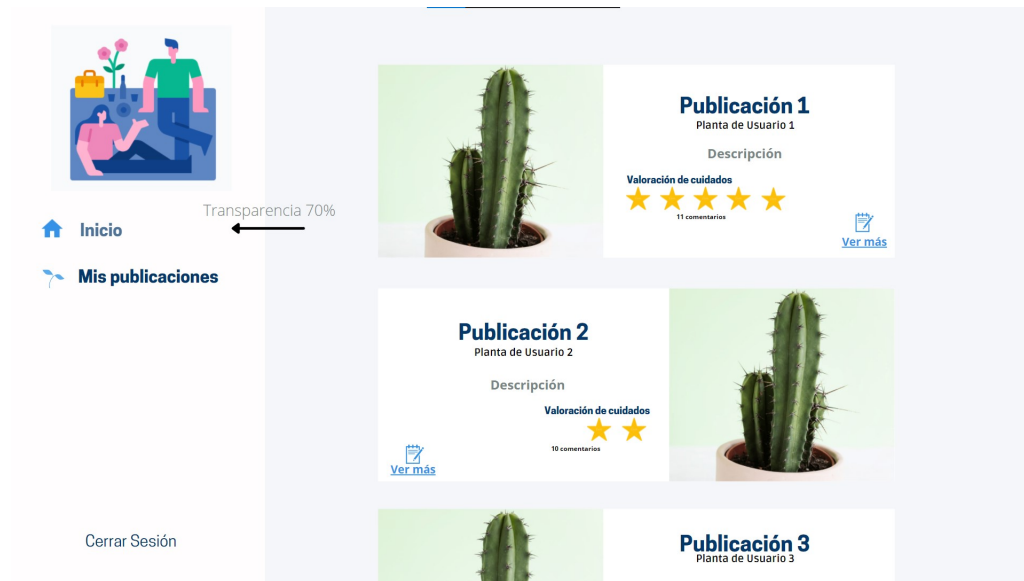 Transparencia 70%
Inicio
Mis publicaciones
Cerrar Sesión
Publicación 1
Planta de Usuario 1
Descripción
Valoración de cuidados
11 comentarios
Ver más
Publicación 2
Planta de Usuario 2
Descripción
Valoración de cuidados
10 comentarios
Ver más
Publicación 3
Planta de Usuario 3